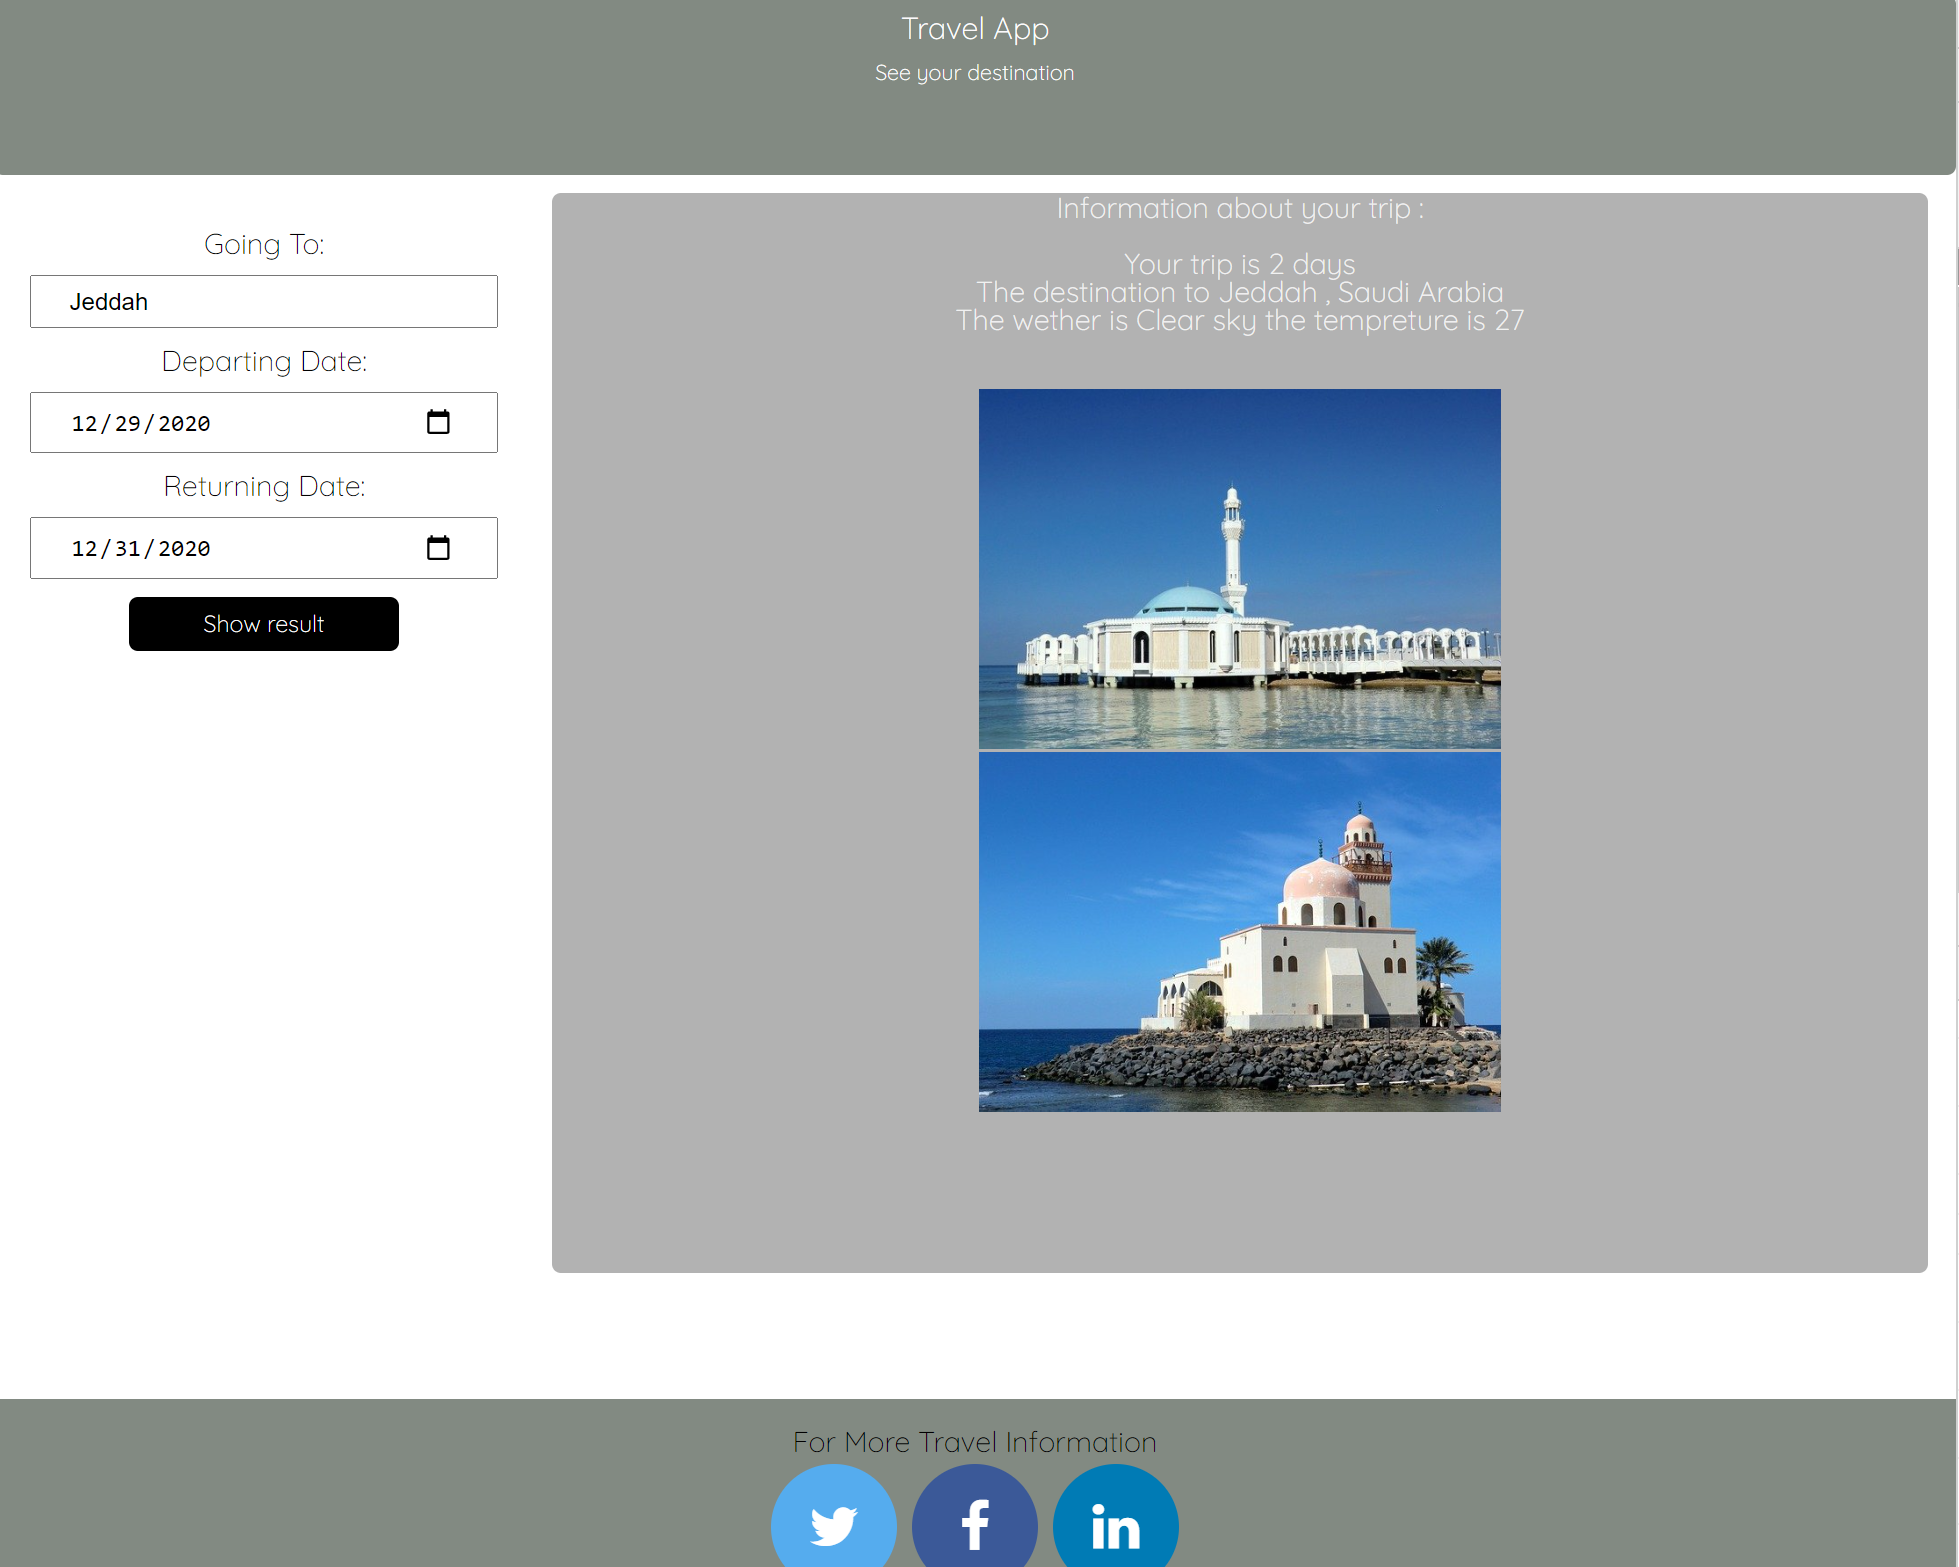 Travel App
See your destination
Going To:
Jeddah
Departing Date:
12/29/2020
Returning Date:
12/31/2020
Show result
Information about your trip :
Your trip is 2 days
The destination to Jeddah , Saudi Arabia
The wether is Clear sky the tempreture is 27
For More Travel Information